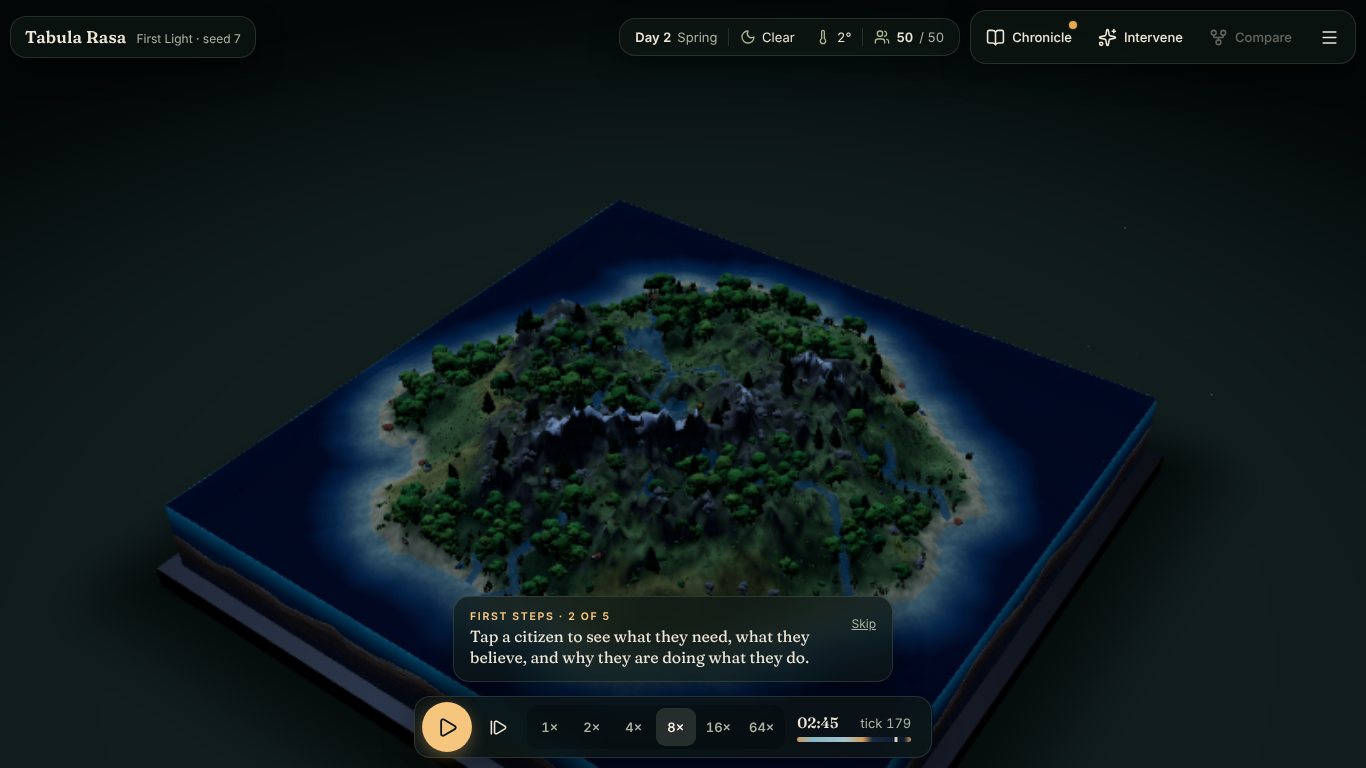 Tabula Rasa First Light · seed 7
Day 2 Spring Clear 2° 50 / 50
Chronicle Intervene Compare
FIRST STEPS · 2 OF 5
Skip
Tap a citizen to see what they need, what they
believe, and why they are doing what they do.
1× 2× 4× 8× 16× 64× 02:45 tick 179